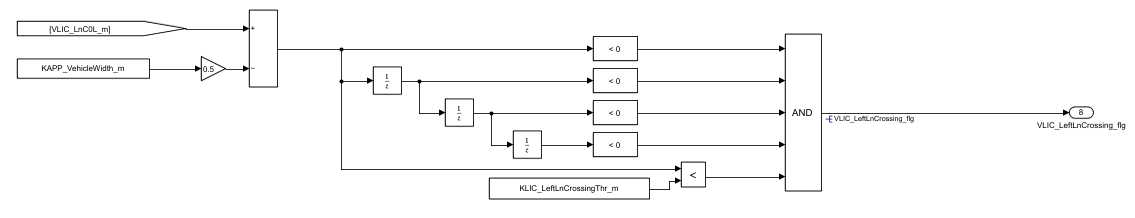 [VLIC_LnC0L_m]
+
KAPP_VehicleWidth_m
0.5
−
< 0
1
z
< 0
1
z
< 0
1
z
< 0
AND
VLIC_LeftLnCrossing_flg
8
VLIC_LeftLnCrossing_flg
<
KLIC_LeftLnCrossingThr_m